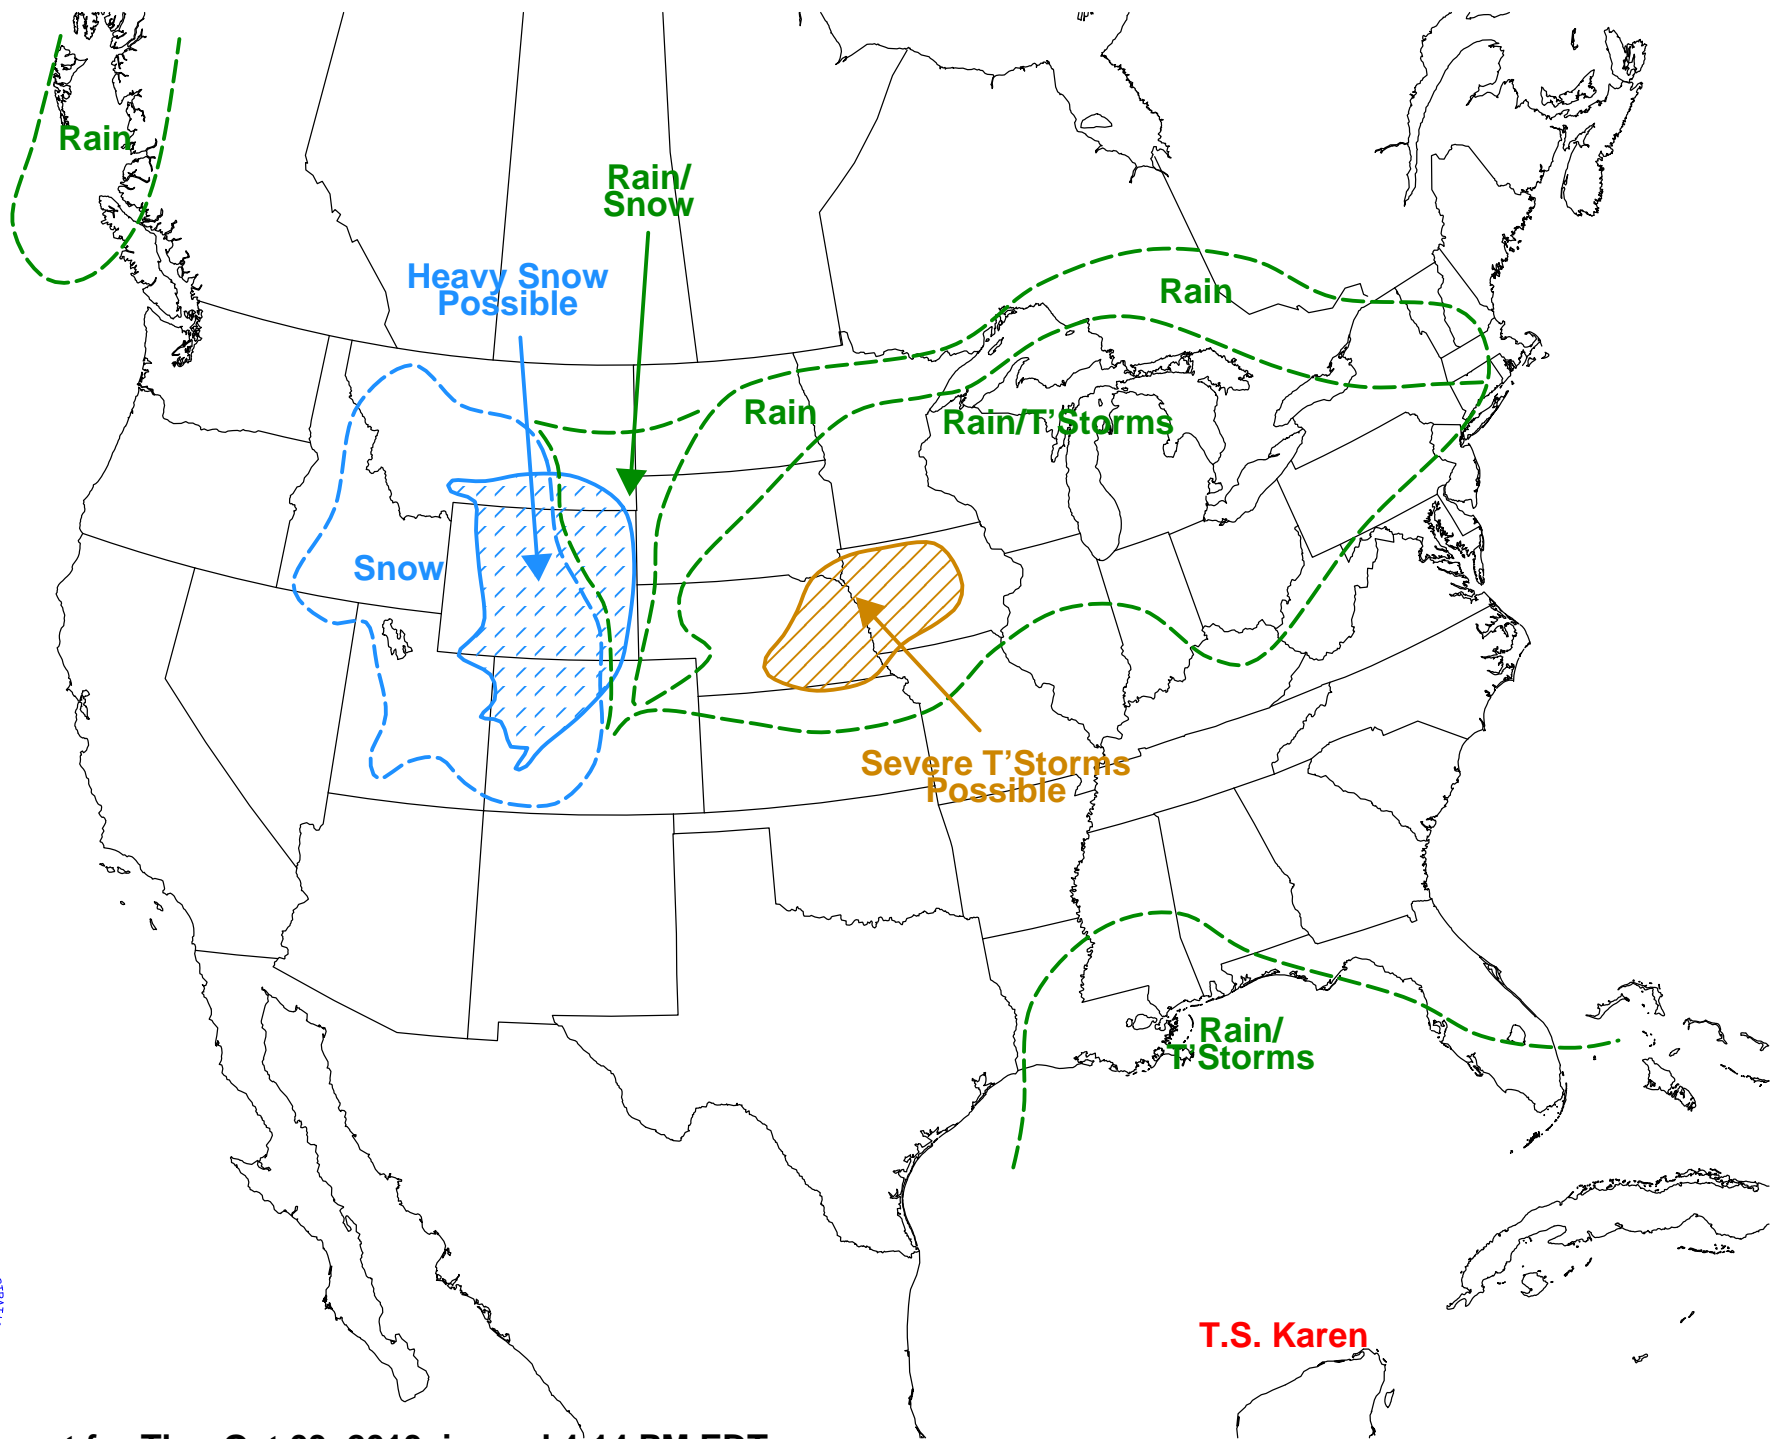 Rain
Rain/
Snow
Heavy Snow
Possible
Rain
Rain
Rain/T'Storms
Snow
Severe T'Storms
Possible
Rain/
T'Storms
T.S. Karen